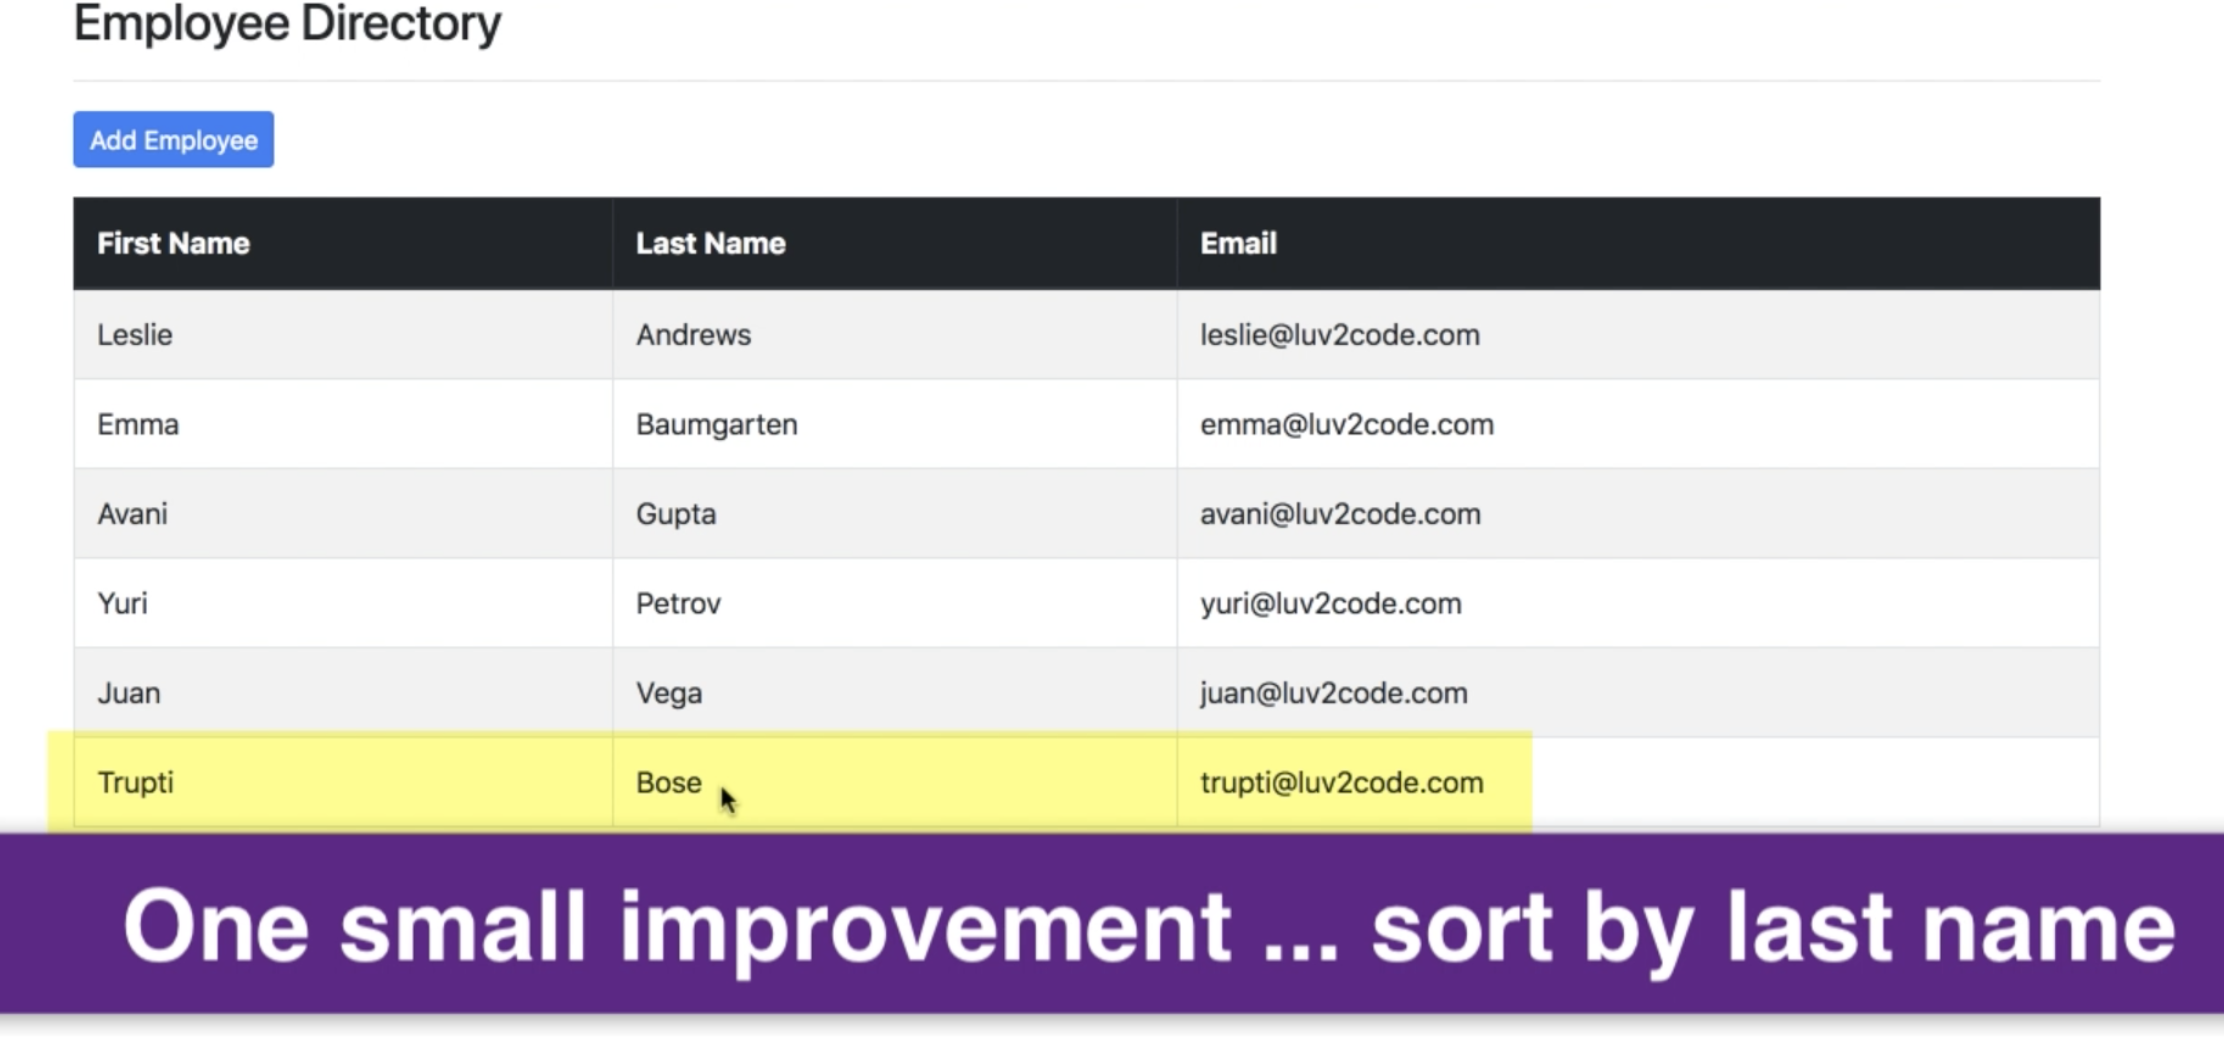 Employee Directory
Add Employee
First Name Last Name Email
Leslie Andrews leslie@luv2code.com
Emma Baumgarten emma@luv2code.com
Avani Gupta avani@luv2code.com
Yuri Petrov yuri@luv2code.com
Juan Vega juan@luv2code.com
Trupti Bose trupti@luv2code.com
One small improvement ... sort by last name